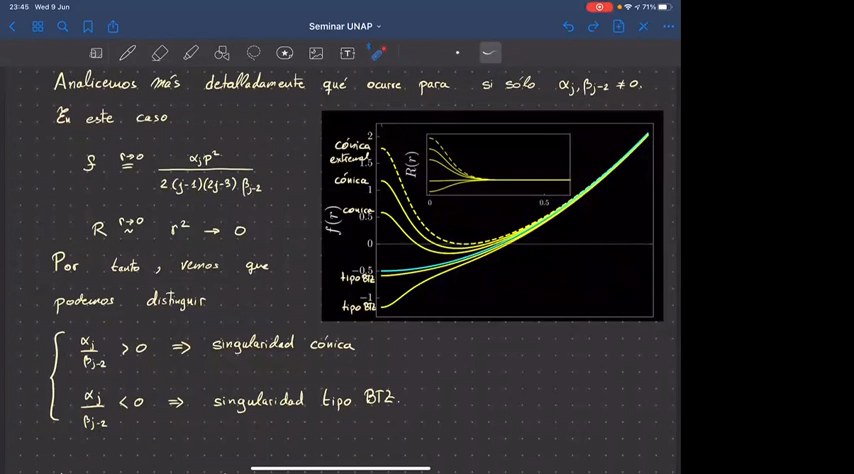 23:45 Wed 9 Jun
71%
Seminar UNAP
Analicemos más detalladamente qué ocurre para si sólo αj, βj-2 ≠ 0.
En este caso
f r→0 = αj p² / 2(j-1)(2j-3) βj-2
R r→0 ~ r² → 0
Por tanto, vemos que
podemos distinguir
αj / βj-2 > 0 ⇒ singularidad cónica
αj / βj-2 < 0 ⇒ singularidad tipo BTZ.
cónica
extremal
cónica
cónica
tipo BTZ
tipo BTZ
f(r)
2
1.5
1
0.5
0
-0.5
-1
R(r)
0
0.5